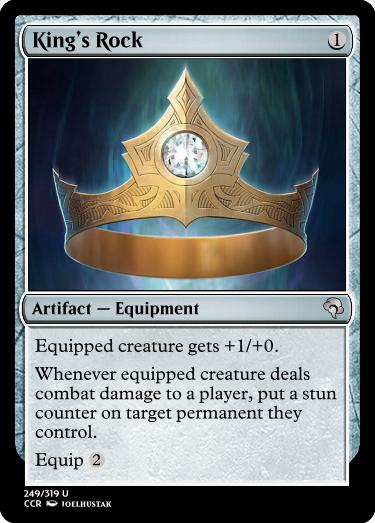 King's Rock 1
Artifact — Equipment
Equipped creature gets +1/+0.
Whenever equipped creature deals
combat damage to a player, put a stun
counter on target permanent they
control.
Equip 2
249/319 U
CCR JOELHUSTAK